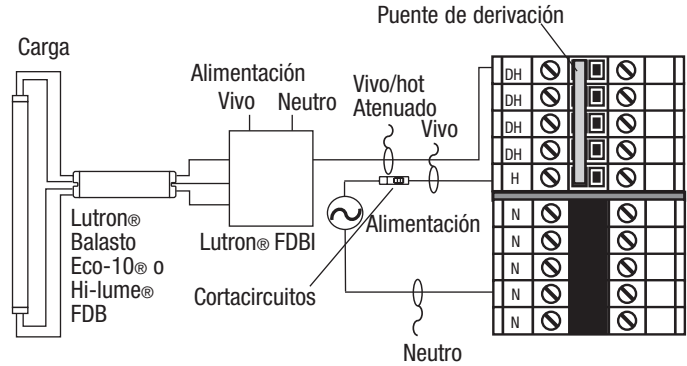 Puente de derivación
Carga
Alimentación
Vivo Neutro
Vivo/hot
Atenuado
Vivo
DH
DH
DH
DH
H
N
N
N
N
N
Lutron®
Balasto
Eco-10® o
Hi-lume®
FDB
Lutron® FDBI
Alimentación
Cortacircuitos
Neutro